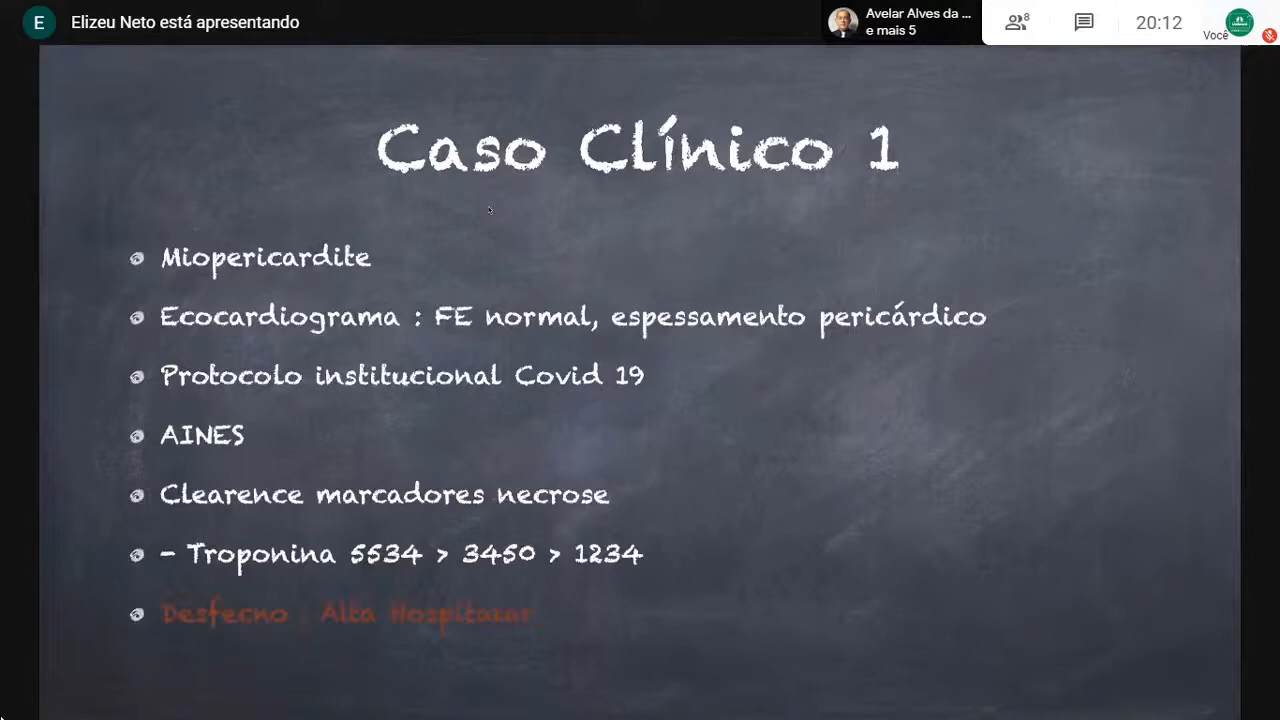 E
Elizeu Neto está apresentando
Avelar Alves da ...
e mais 5
8
20:12
Você
Caso Clínico 1
Miopericardite
Ecocardiograma : FE normal, espessamento pericárdico
Protocolo institucional Covid 19
AINES
Clearence marcadores necrose
- Troponina 5534 > 3450 > 1234
Desfecho : Alta Hospitalar